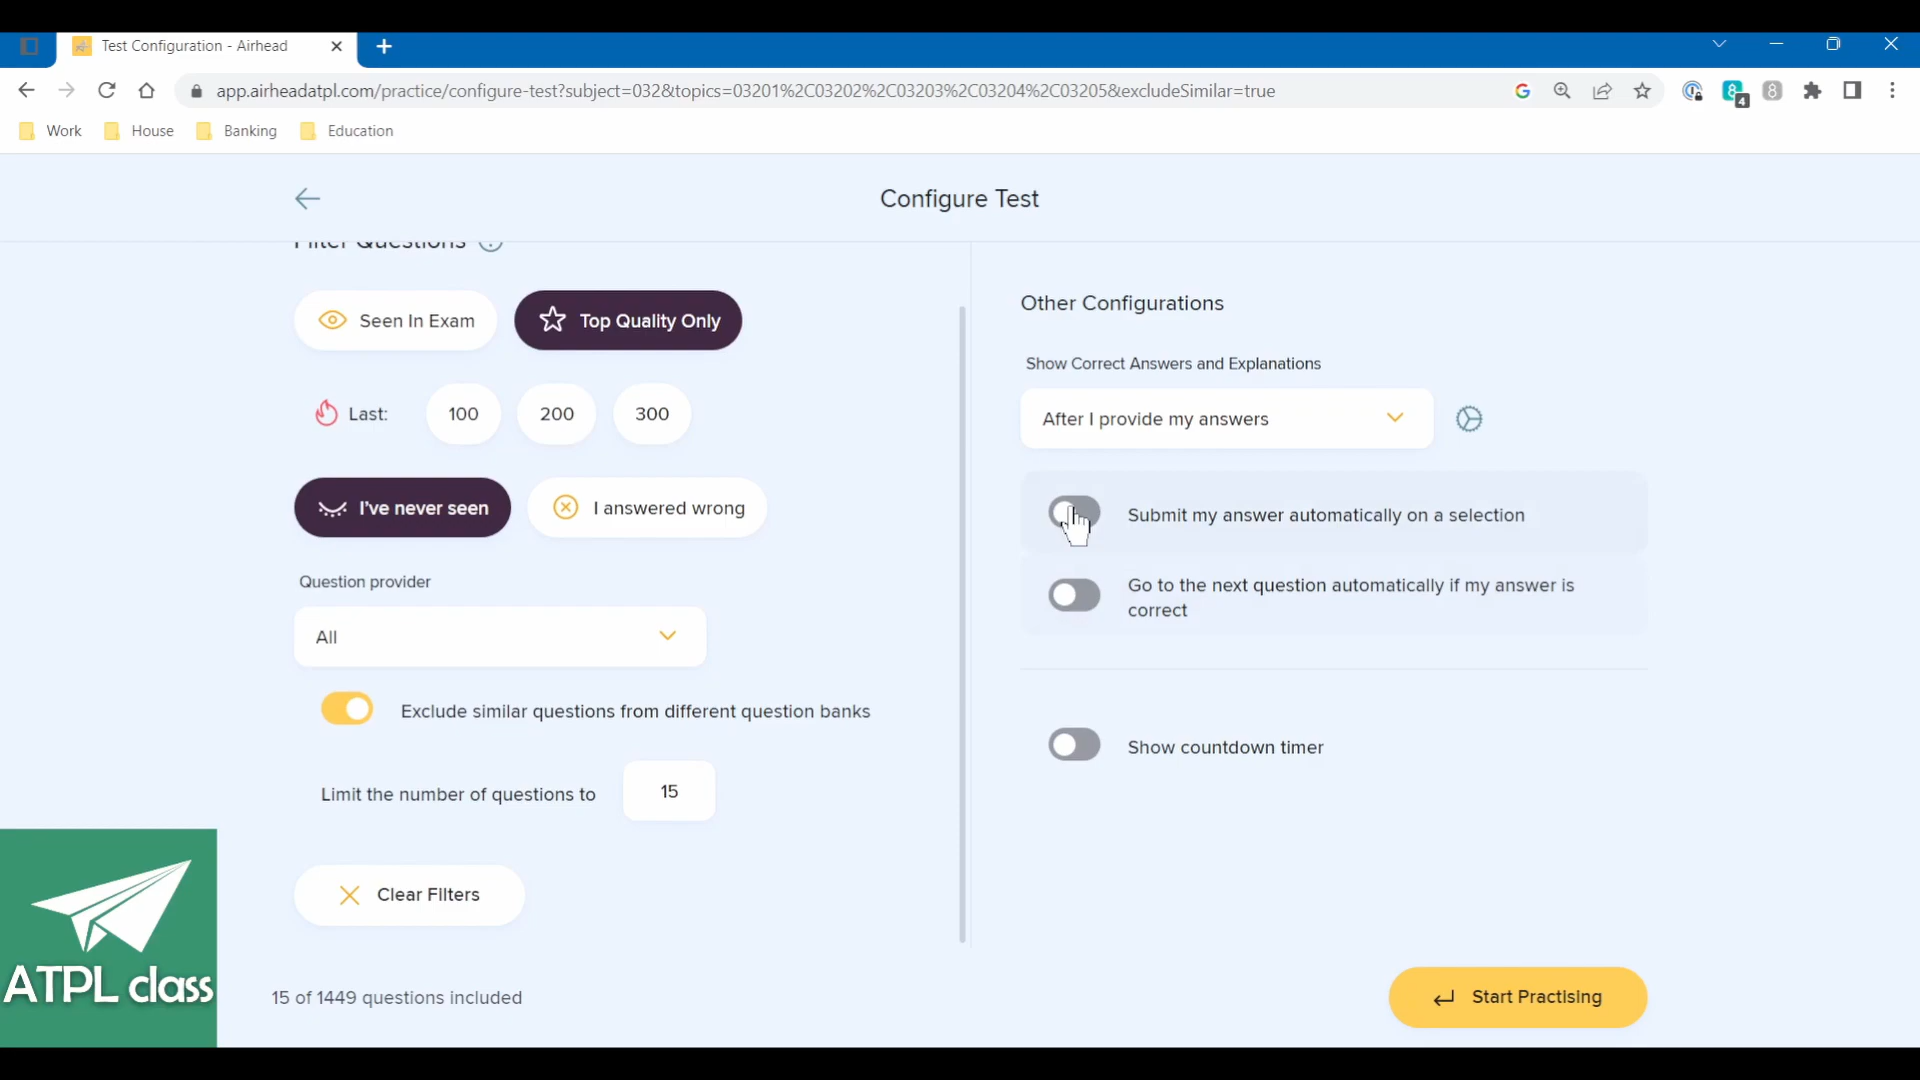 Test Configuration - Airhead
app.airheadatpl.com/practice/configure-test?subject=032&topics=03201%2C03202%2C03203%2C03204%2C03205&excludeSimilar=true
8
4
8
Work
House
Banking
Education
Configure Test
Filter Questions
Seen In Exam
Top Quality Only
Last:
100
200
300
I've never seen
I answered wrong
Question provider
All
Exclude similar questions from different question banks
Limit the number of questions to
15
Clear FIlters
15 of 1449 questions included
Other Configurations
Show Correct Answers and Explanations
After I provide my answers
Submit my answer automatically on a selection
Go to the next question automatically if my answer is
correct
Show countdown timer
Start Practising
ATPL class